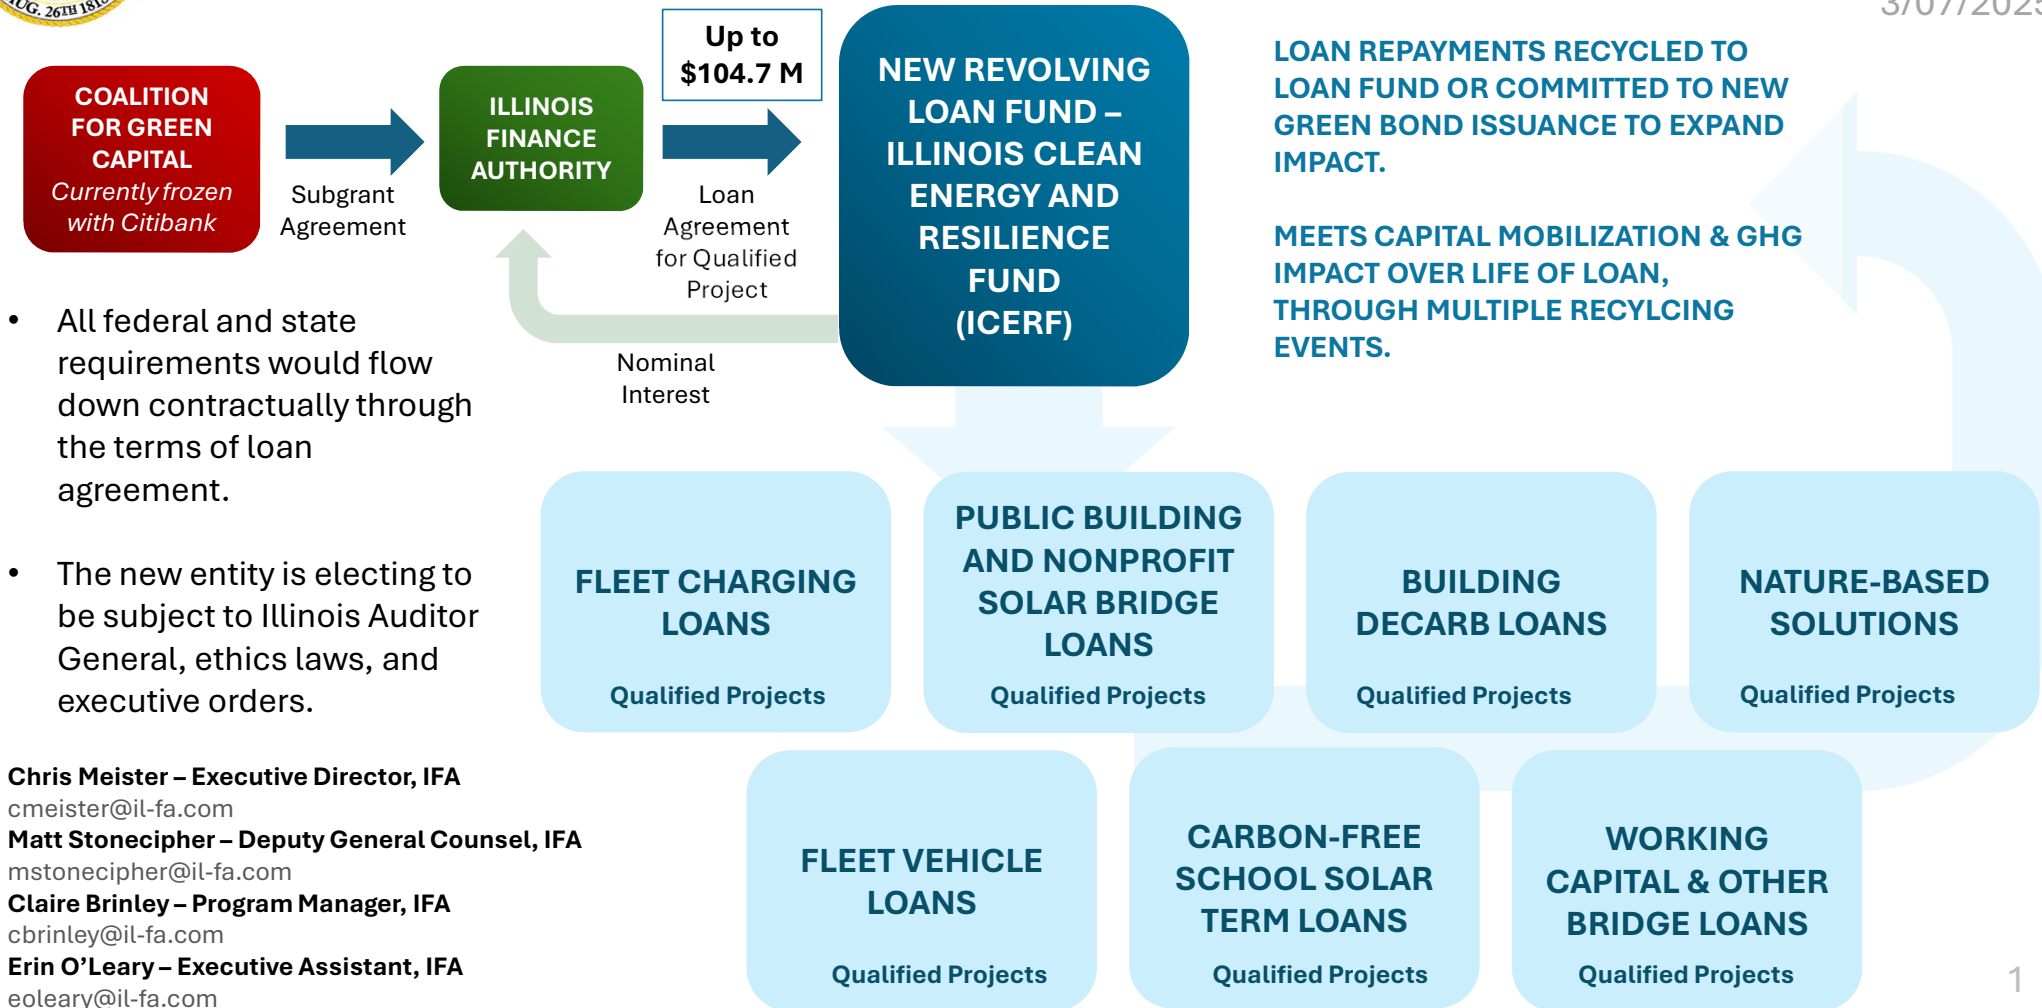 AUG. 26TH 1818
3/07/2025
COALITION
FOR GREEN
CAPITAL
Currently frozen
with Citibank
Subgrant
Agreement
ILLINOIS
FINANCE
AUTHORITY
Up to
$104.7 M
Loan
Agreement
for Qualified
Project
Nominal
Interest
NEW REVOLVING
LOAN FUND –
ILLINOIS CLEAN
ENERGY AND
RESILIENCE
FUND
(ICERF)
LOAN REPAYMENTS RECYCLED TO
LOAN FUND OR COMMITTED TO NEW
GREEN BOND ISSUANCE TO EXPAND
IMPACT.
MEETS CAPITAL MOBILIZATION & GHG
IMPACT OVER LIFE OF LOAN,
THROUGH MULTIPLE RECYLCING
EVENTS.
• All federal and state
requirements would flow
down contractually through
the terms of loan
agreement.
• The new entity is electing to
be subject to Illinois Auditor
General, ethics laws, and
executive orders.
FLEET CHARGING
LOANS
Qualified Projects
PUBLIC BUILDING
AND NONPROFIT
SOLAR BRIDGE
LOANS
Qualified Projects
BUILDING
DECARB LOANS
Qualified Projects
NATURE-BASED
SOLUTIONS
Qualified Projects
FLEET VEHICLE
LOANS
Qualified Projects
CARBON-FREE
SCHOOL SOLAR
TERM LOANS
Qualified Projects
WORKING
CAPITAL & OTHER
BRIDGE LOANS
Qualified Projects
Chris Meister – Executive Director, IFA
cmeister@il-fa.com
Matt Stonecipher – Deputy General Counsel, IFA
mstonecipher@il-fa.com
Claire Brinley – Program Manager, IFA
cbrinley@il-fa.com
Erin O’Leary – Executive Assistant, IFA
eoleary@il-fa.com
1